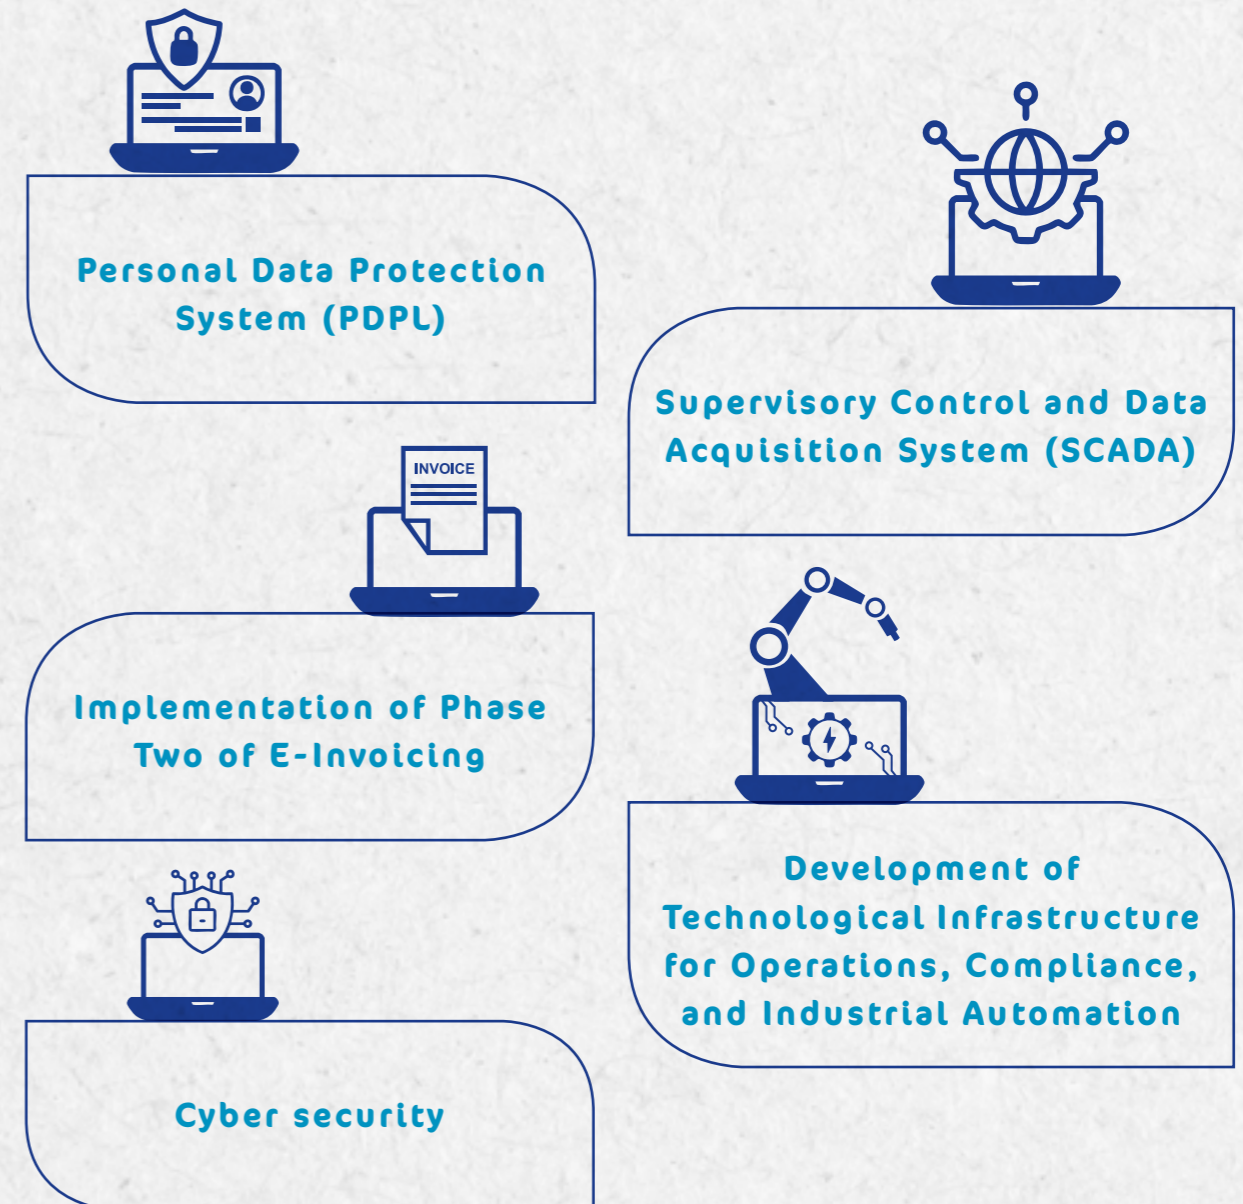 Personal Data Protection
System (PDPL)
Supervisory Control and Data
Acquisition System (SCADA)
INVOICE
Implementation of Phase
Two of E-Invoicing
Development of
Technological Infrastructure
for Operations, Compliance,
and Industrial Automation
Cyber security